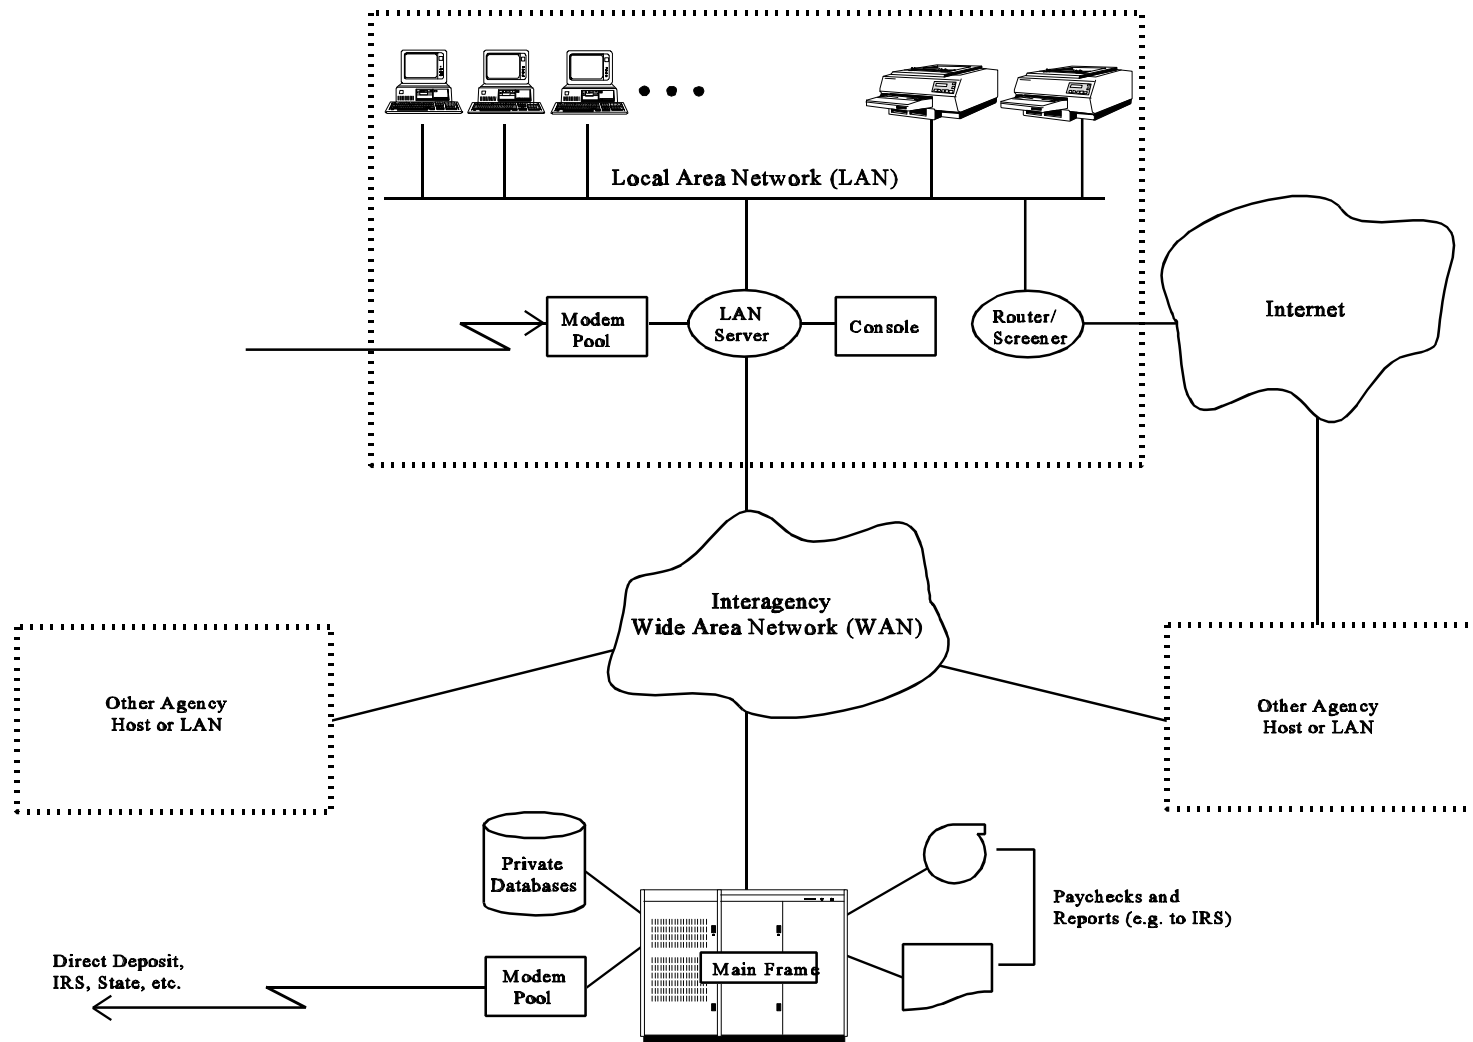 Local Area Network (LAN)
Modem
Pool
LAN
Server
Console
Router/
Screener
Internet
Interagency
Wide Area Network (WAN)
Other Agency
Host or LAN
Other Agency
Host or LAN
Private
Databases
Paychecks and
Reports (e.g. to IRS)
Direct Deposit,
IRS, State, etc.
Modem
Pool
Main Frame